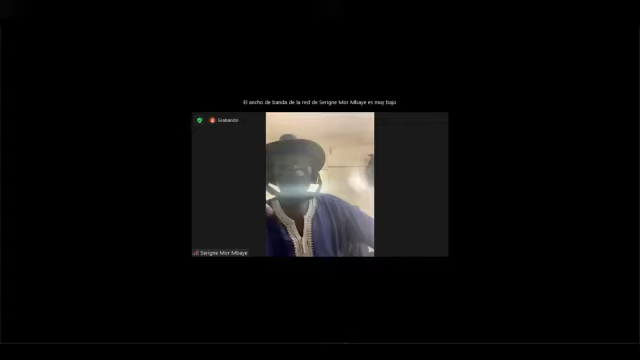 El ancho de banda de la red de Serigne Mor Mbaye es muy bajo
Grabando
Serigne Mor Mbaye